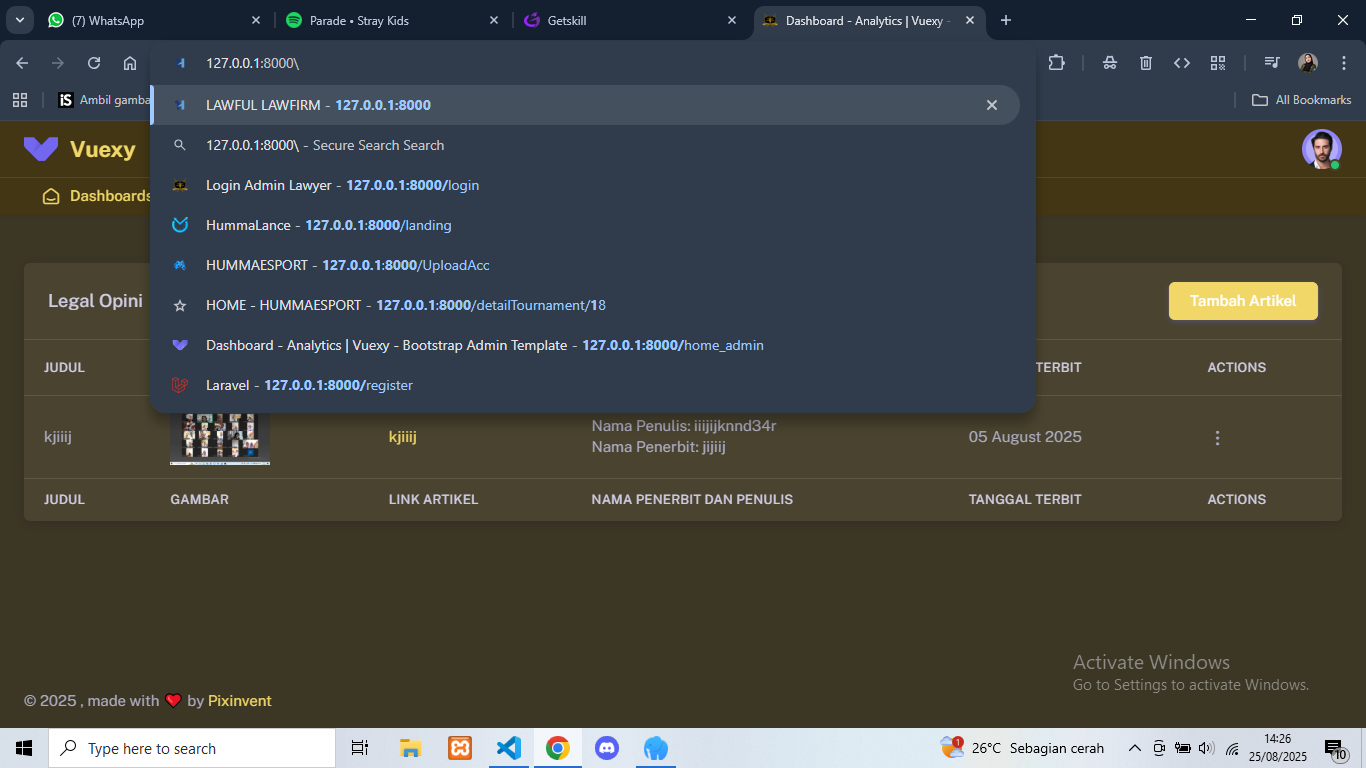 (7) WhatsApp
Parade • Stray Kids
Getskill
Dashboard - Analytics | Vuexy -
127.0.0.1:8000\
Ambil gamba
All Bookmarks
LAWFUL LAWFIRM - 127.0.0.1:8000
127.0.0.1:8000\ - Secure Search Search
Login Admin Lawyer - 127.0.0.1:8000/login
HummaLance - 127.0.0.1:8000/landing
HUMMAESPORT - 127.0.0.1:8000/UploadAcc
HOME - HUMMAESPORT - 127.0.0.1:8000/detailTournament/18
Dashboard - Analytics | Vuexy - Bootstrap Admin Template - 127.0.0.1:8000/home_admin
Laravel - 127.0.0.1:8000/register
Vuexy
Dashboards
Legal Opini
Tambah Artikel
JUDUL TERBIT ACTIONS
kjiiij kjiiij Nama Penulis: iiijijknnd34r
Nama Penerbit: jijiij 05 August 2025
JUDUL GAMBAR LINK ARTIKEL NAMA PENERBIT DAN PENULIS TANGGAL TERBIT ACTIONS
Activate Windows
Go to Settings to activate Windows.
© 2025 , made with ❤️ by Pixinvent
Type here to search
1
26°C Sebagian cerah
14:26
25/08/2025
10